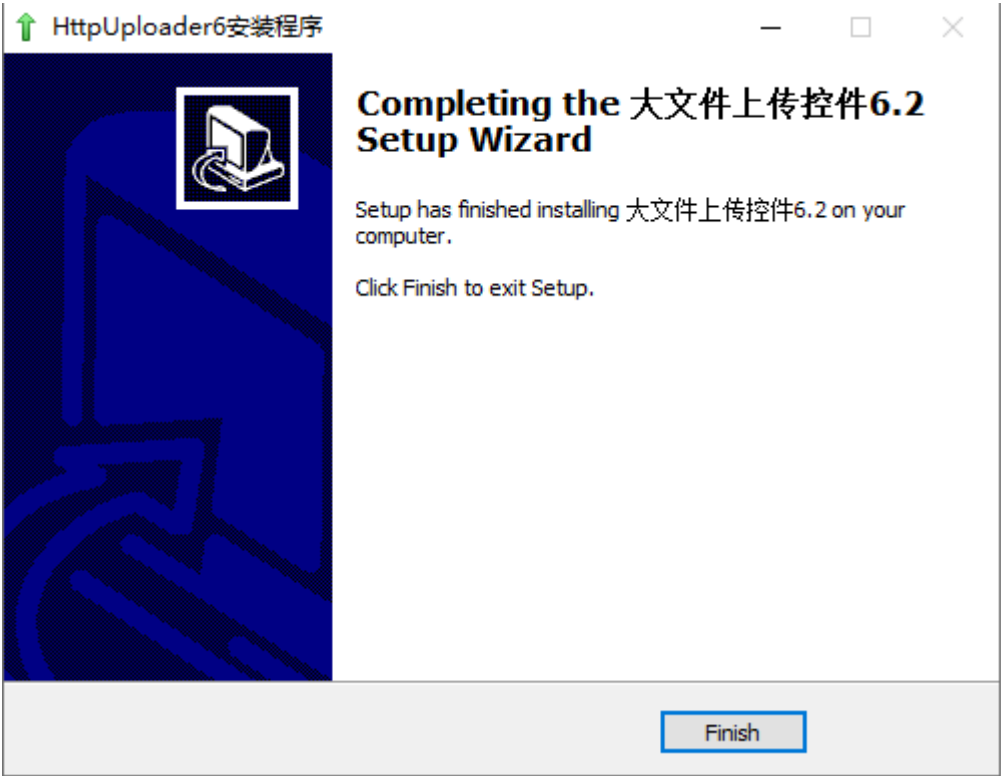 HttpUploader6安装程序
Completing the 大文件上传控件6.2
Setup Wizard
Setup has finished installing 大文件上传控件6.2 on your
computer.
Click Finish to exit Setup.
Finish